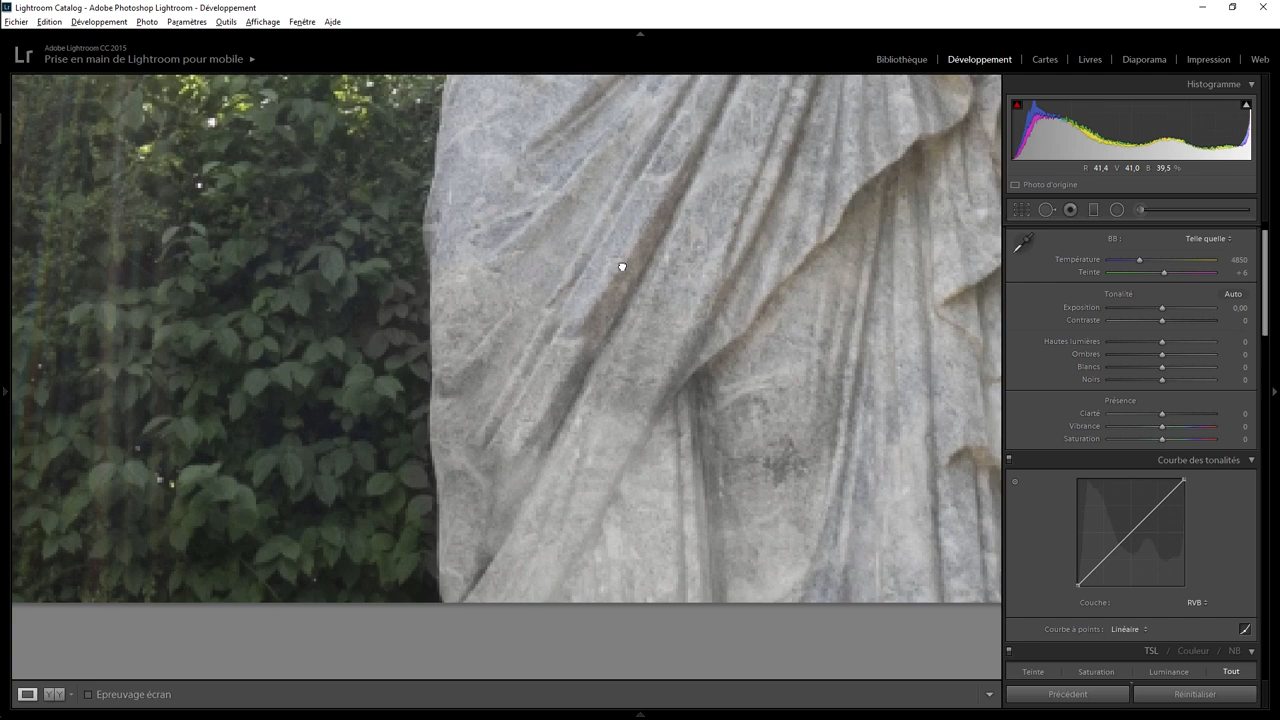 Lightroom Catalog - Adobe Photoshop Lightroom - Développement
Fichier Edition Développement Photo Paramètres Outils Affichage Fenêtre Aide
Lr
Adobe Lightroom CC 2015
Prise en main de Lightroom pour mobile
Bibliothèque | Développement | Cartes | Livres | Diaporama | Impression | Web
Histogramme
R 41,4 V 41,0 B 39,5 %
Photo d'origine
BB : Telle quelle
Température 4850
Teinte + 6
Tonalité Auto
Exposition 0,00
Contraste 0
Hautes lumières 0
Ombres 0
Blancs 0
Noirs 0
Présence
Clarté 0
Vibrance 0
Saturation 0
Courbe des tonalités
Couche : RVB
Courbe à points : Linéaire
TSL / Couleur / NB
Teinte Saturation Luminance Tout
YY Epreuvage écran
Précédent Réinitialiser